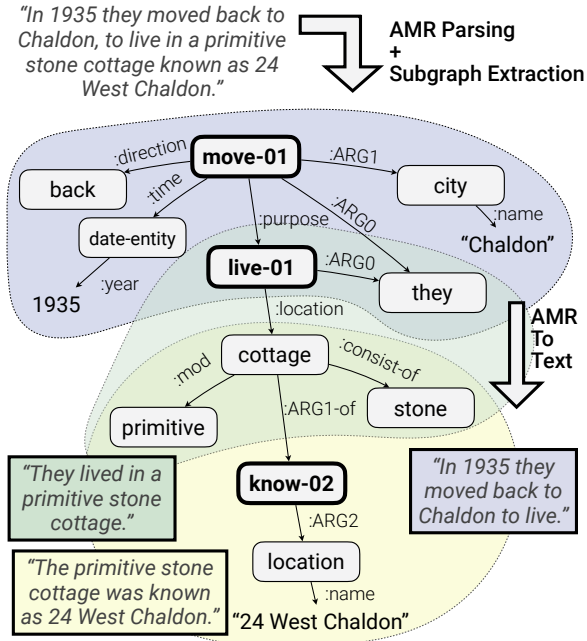 "In 1935 they moved back to
Chaldon, to live in a primitive
stone cottage known as 24
West Chaldon."
AMR Parsing
+
Subgraph Extraction
:direction
move-01
:ARG1
back
:time
city
:purpose
:ARG0
:name
date-entity
"Chaldon"
:year
live-01
:ARG0
they
1935
:location
AMR
To
Text
cottage
:mod
:consist-of
:ARG1-of
stone
primitive
"They lived in a
primitive stone
cottage."
know-02
"In 1935 they
moved back to
Chaldon to live."
:ARG2
location
"The primitive stone
cottage was known
as 24 West Chaldon."
:name
"24 West Chaldon"